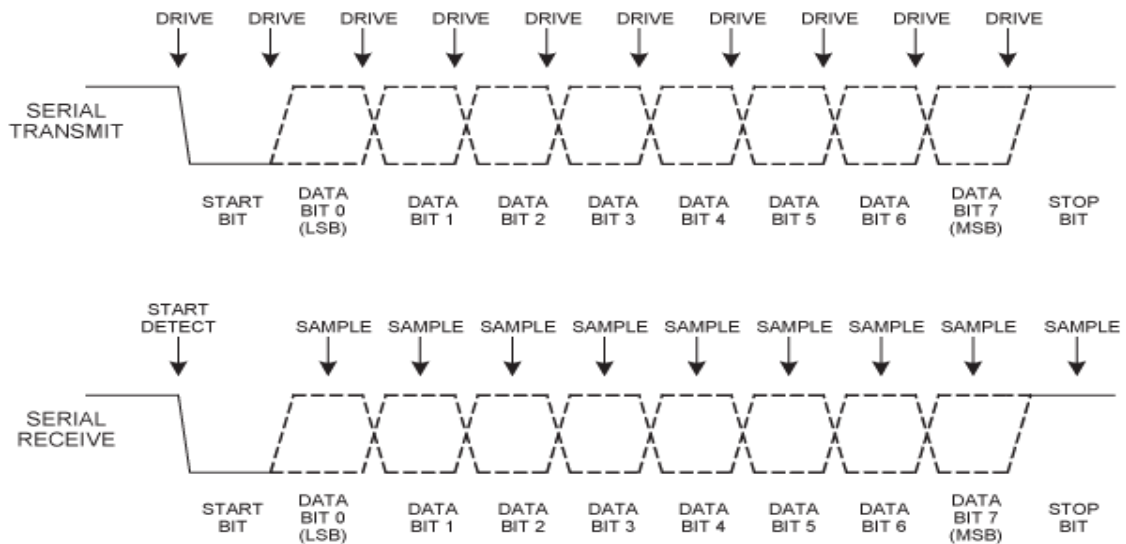 DRIVE DRIVE DRIVE DRIVE DRIVE DRIVE DRIVE DRIVE DRIVE DRIVE
SERIAL
TRANSMIT
START
BIT
DATA
BIT 0
(LSB)
DATA
BIT 1
DATA
BIT 2
DATA
BIT 3
DATA
BIT 4
DATA
BIT 5
DATA
BIT 6
DATA
BIT 7
(MSB)
STOP
BIT
START
DETECT
SAMPLE SAMPLE SAMPLE SAMPLE SAMPLE SAMPLE SAMPLE SAMPLE SAMPLE
SERIAL
RECEIVE
START
BIT
DATA
BIT 0
(LSB)
DATA
BIT 1
DATA
BIT 2
DATA
BIT 3
DATA
BIT 4
DATA
BIT 5
DATA
BIT 6
DATA
BIT 7
(MSB)
STOP
BIT